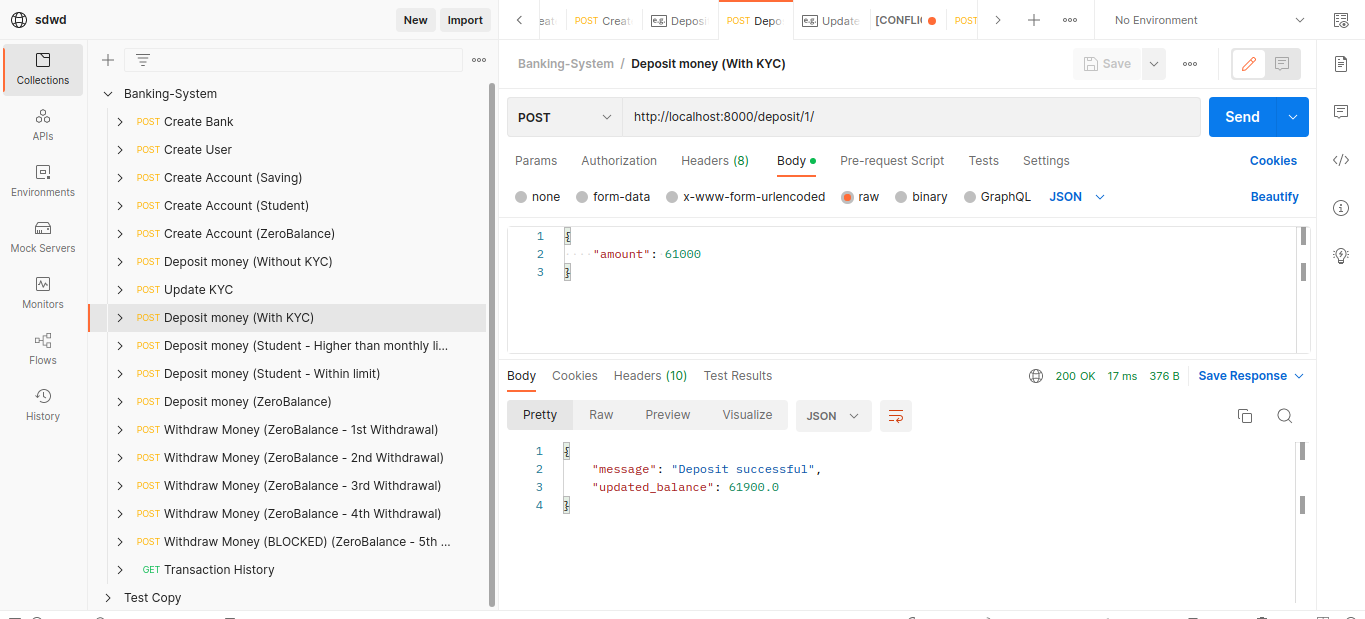 sdwd
New
Import
eat
POST Creat
e.g. Deposi
POST Depo
e.g. Update
[CONFLIC
POST
No Environment
Collections
APIs
Environments
Mock Servers
Monitors
Flows
History
Banking-System
POST Create Bank
POST Create User
POST Create Account (Saving)
POST Create Account (Student)
POST Create Account (ZeroBalance)
POST Deposit money (Without KYC)
POST Update KYC
POST Deposit money (With KYC)
POST Deposit money (Student - Higher than monthly li...
POST Deposit money (Student - Within limit)
POST Deposit money (ZeroBalance)
POST Withdraw Money (ZeroBalance - 1st Withdrawal)
POST Withdraw Money (ZeroBalance - 2nd Withdrawal)
POST Withdraw Money (ZeroBalance - 3rd Withdrawal)
POST Withdraw Money (ZeroBalance - 4th Withdrawal)
POST Withdraw Money (BLOCKED) (ZeroBalance - 5th ...
GET Transaction History
Test Copy
Banking-System / Deposit money (With KYC)
Save
POST
http://localhost:8000/deposit/1/
Send
Params Authorization Headers (8) Body Pre-request Script Tests Settings
Cookies
none form-data x-www-form-urlencoded raw binary GraphQL JSON
Beautify
1 {
2 "amount": 61000
3 }
Body Cookies Headers (10) Test Results
200 OK 17 ms 376 B Save Response
Pretty Raw Preview Visualize JSON
1 {
2 "message": "Deposit successful",
3 "updated_balance": 61900.0
4 }